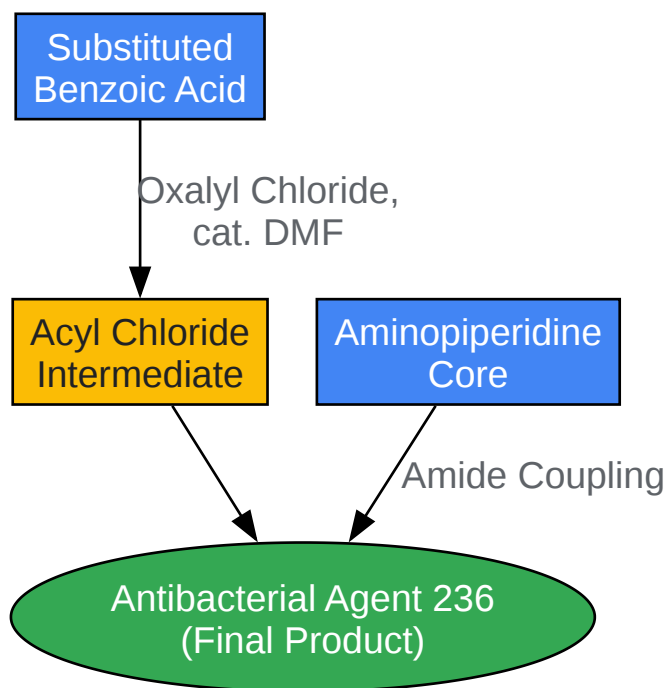 Substituted
Benzoic Acid
Oxalyl Chloride,
cat. DMF
Acyl Chloride
Intermediate
Aminopiperidine
Core
Amide Coupling
Antibacterial Agent 236
(Final Product)